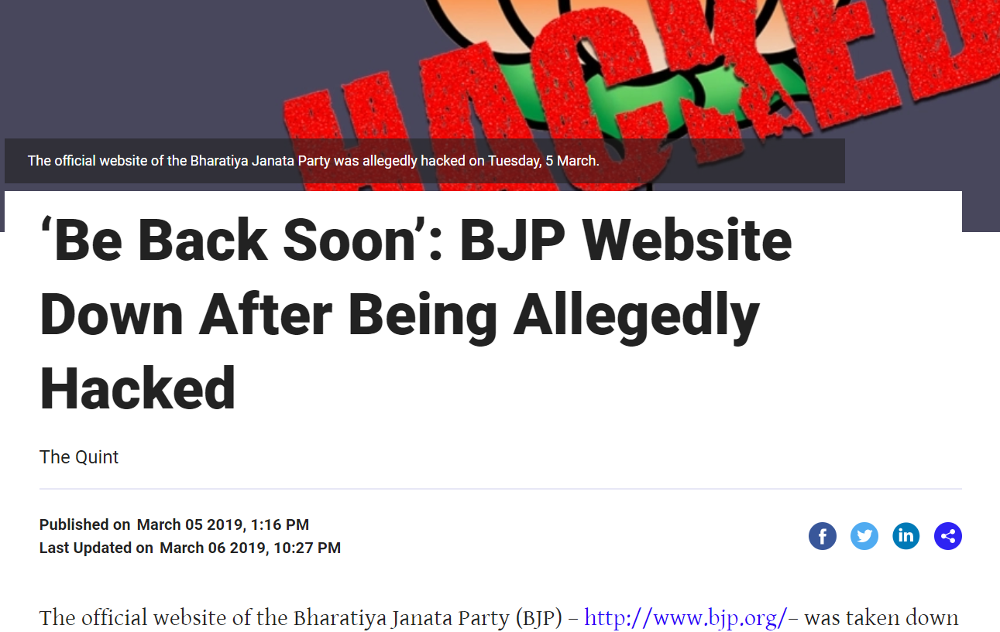 HACKED
The official website of the Bharatiya Janata Party was allegedly hacked on Tuesday, 5 March.
‘Be Back Soon’: BJP Website
Down After Being Allegedly
Hacked
The Quint
Published on March 05 2019, 1:16 PM
Last Updated on March 06 2019, 10:27 PM
f
in
The official website of the Bharatiya Janata Party (BJP) – http://www.bjp.org/– was taken down